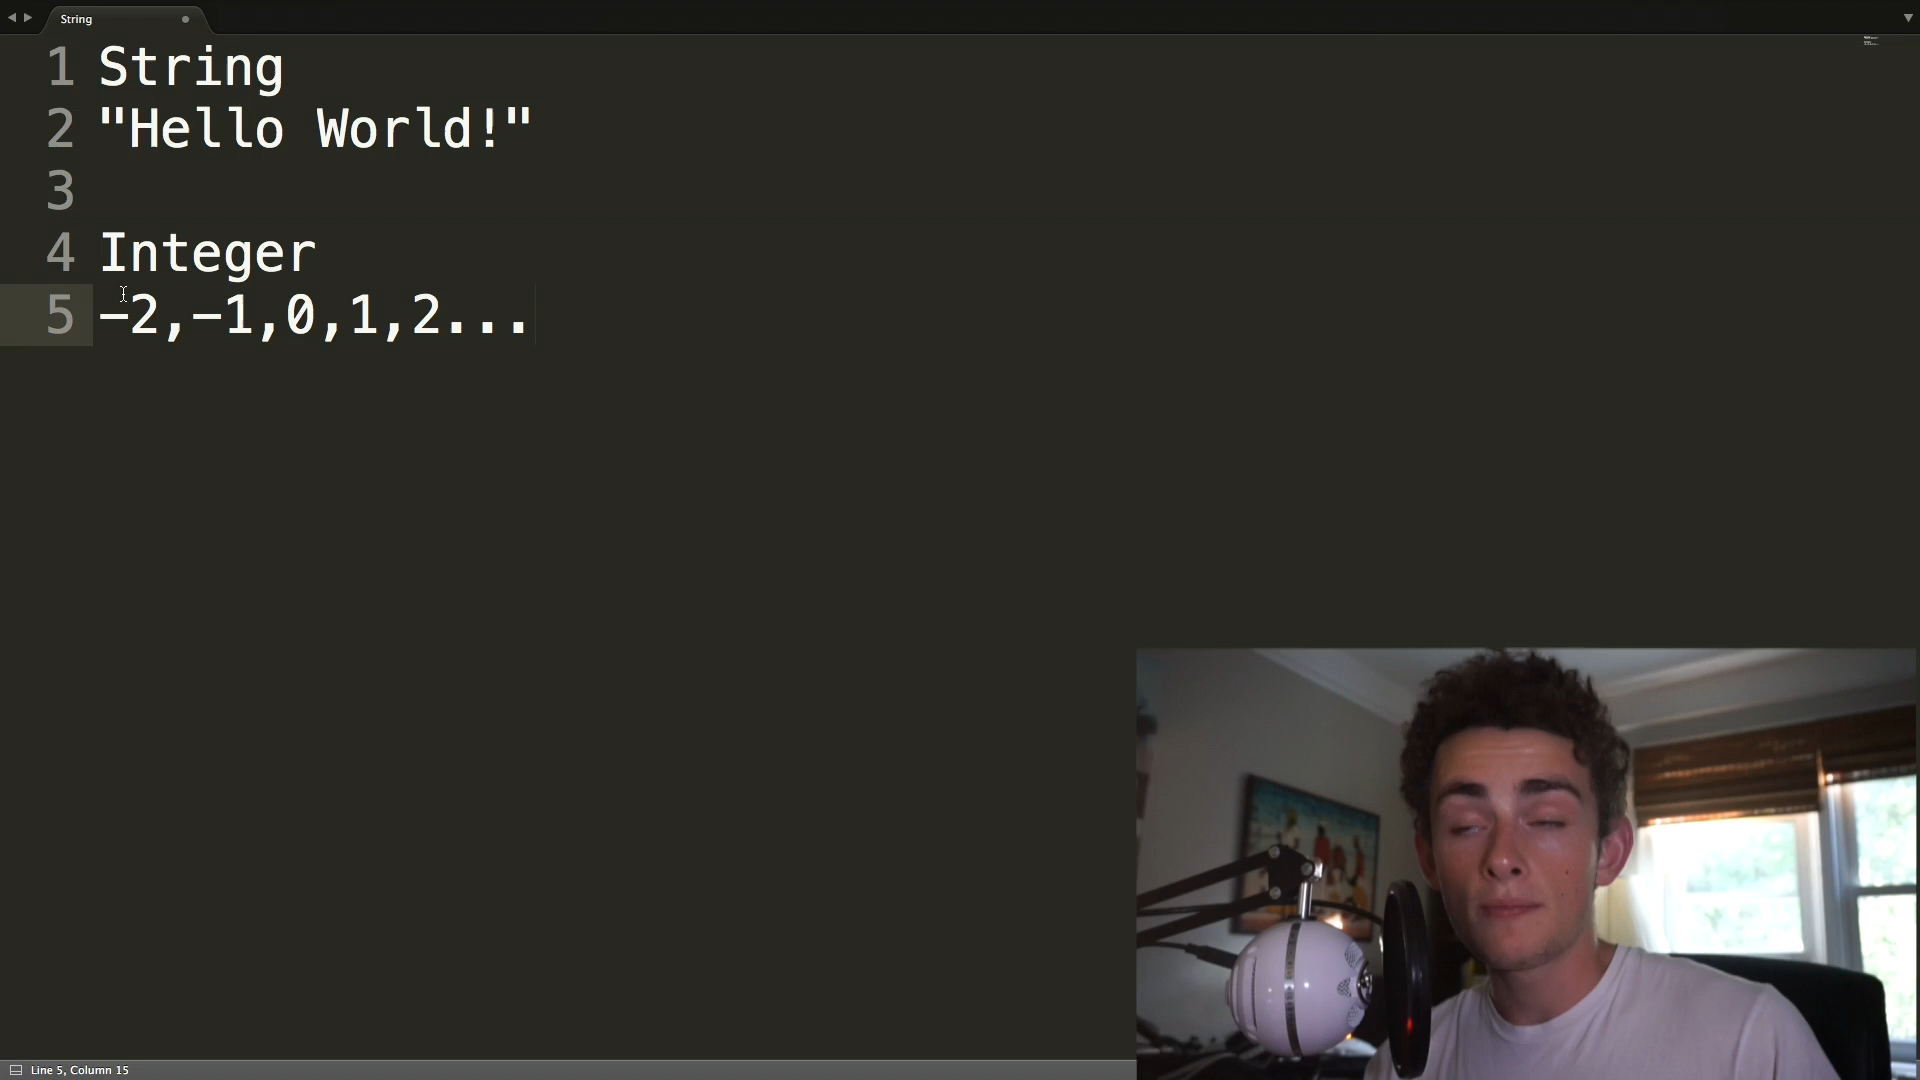 String
1 String
2 "Hello World!"
3
4 Integer
5 -2,-1,0,1,2...
Line 5, Column 15